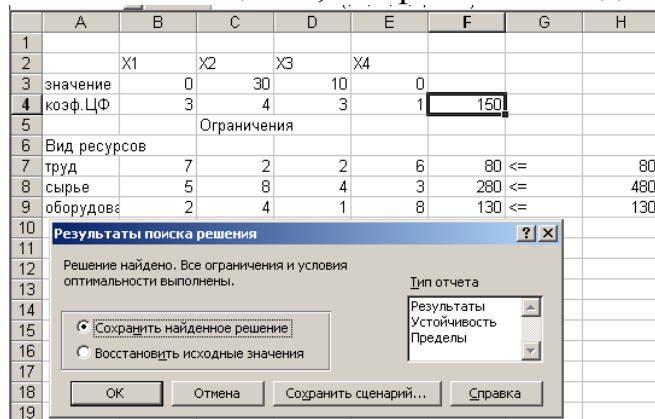 A B C D E F G H
1
2 X1 X2 X3 X4
3 значение 0 30 10 0
4 коэф.ЦФ 3 4 3 1 150
5 Ограничения
6 Вид ресурсов
7 труд 7 2 2 6 80 <= 80
8 сырье 5 8 4 3 280 <= 480
9 оборудова 2 4 1 8 130 <= 130
10 Результаты поиска решения ? ×
11
12 Решение найдено. Все ограничения и условия
оптимальности выполнены.
13 Тип отчета
14 Результаты
15 Сохранить найденное решение Устойчивость
16 Восстановить исходные значения Пределы
17
18 ОК Отмена Сохранить сценарий... Справка
19